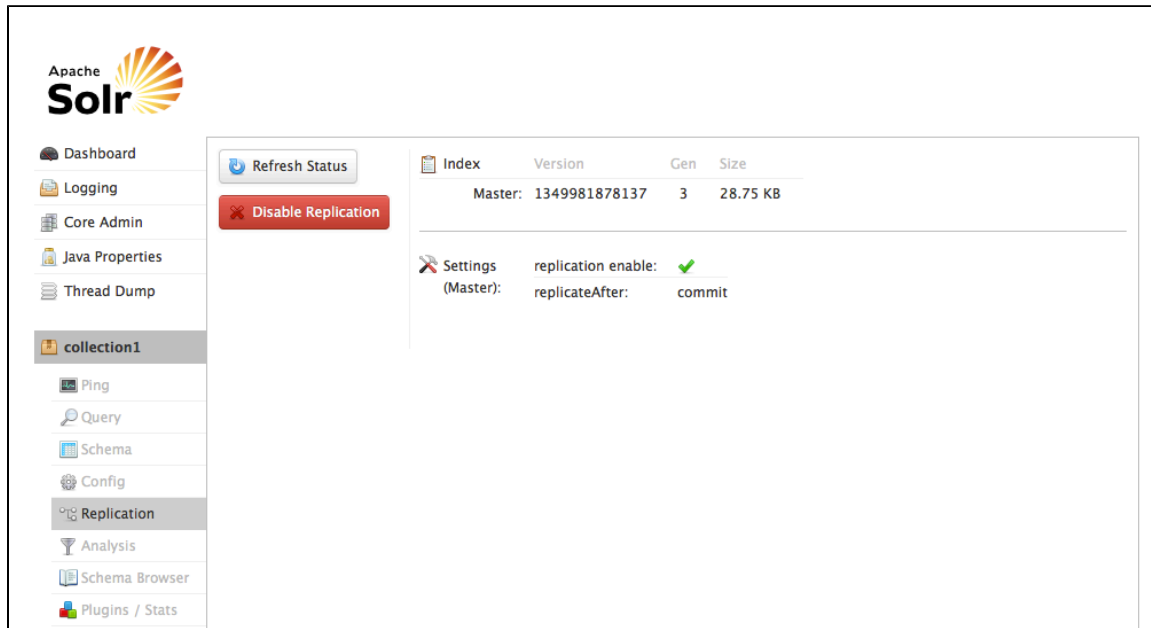 Apache
Solr
Dashboard
Logging
Core Admin
Java Properties
Thread Dump
collection1
Ping
Query
Schema
Config
Replication
Analysis
Schema Browser
Plugins / Stats
Refresh Status
Disable Replication
Index Version Gen Size
Master: 1349981878137 3 28.75 KB
Settings replication enable:
(Master): replicateAfter: commit